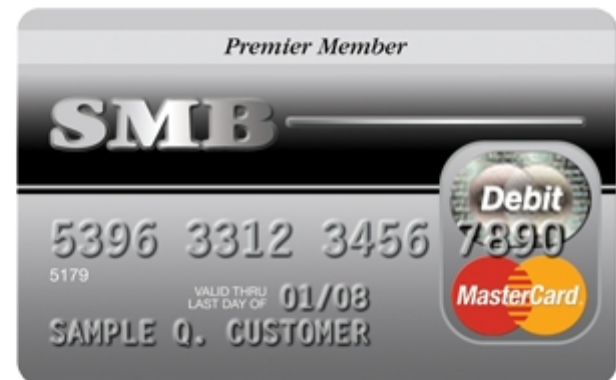 Premier Member
SMB
Debit
5396 3312 3456 7890
5179
VALID THRU
LAST DAY OF 01/08
MasterCard
SAMPLE Q. CUSTOMER